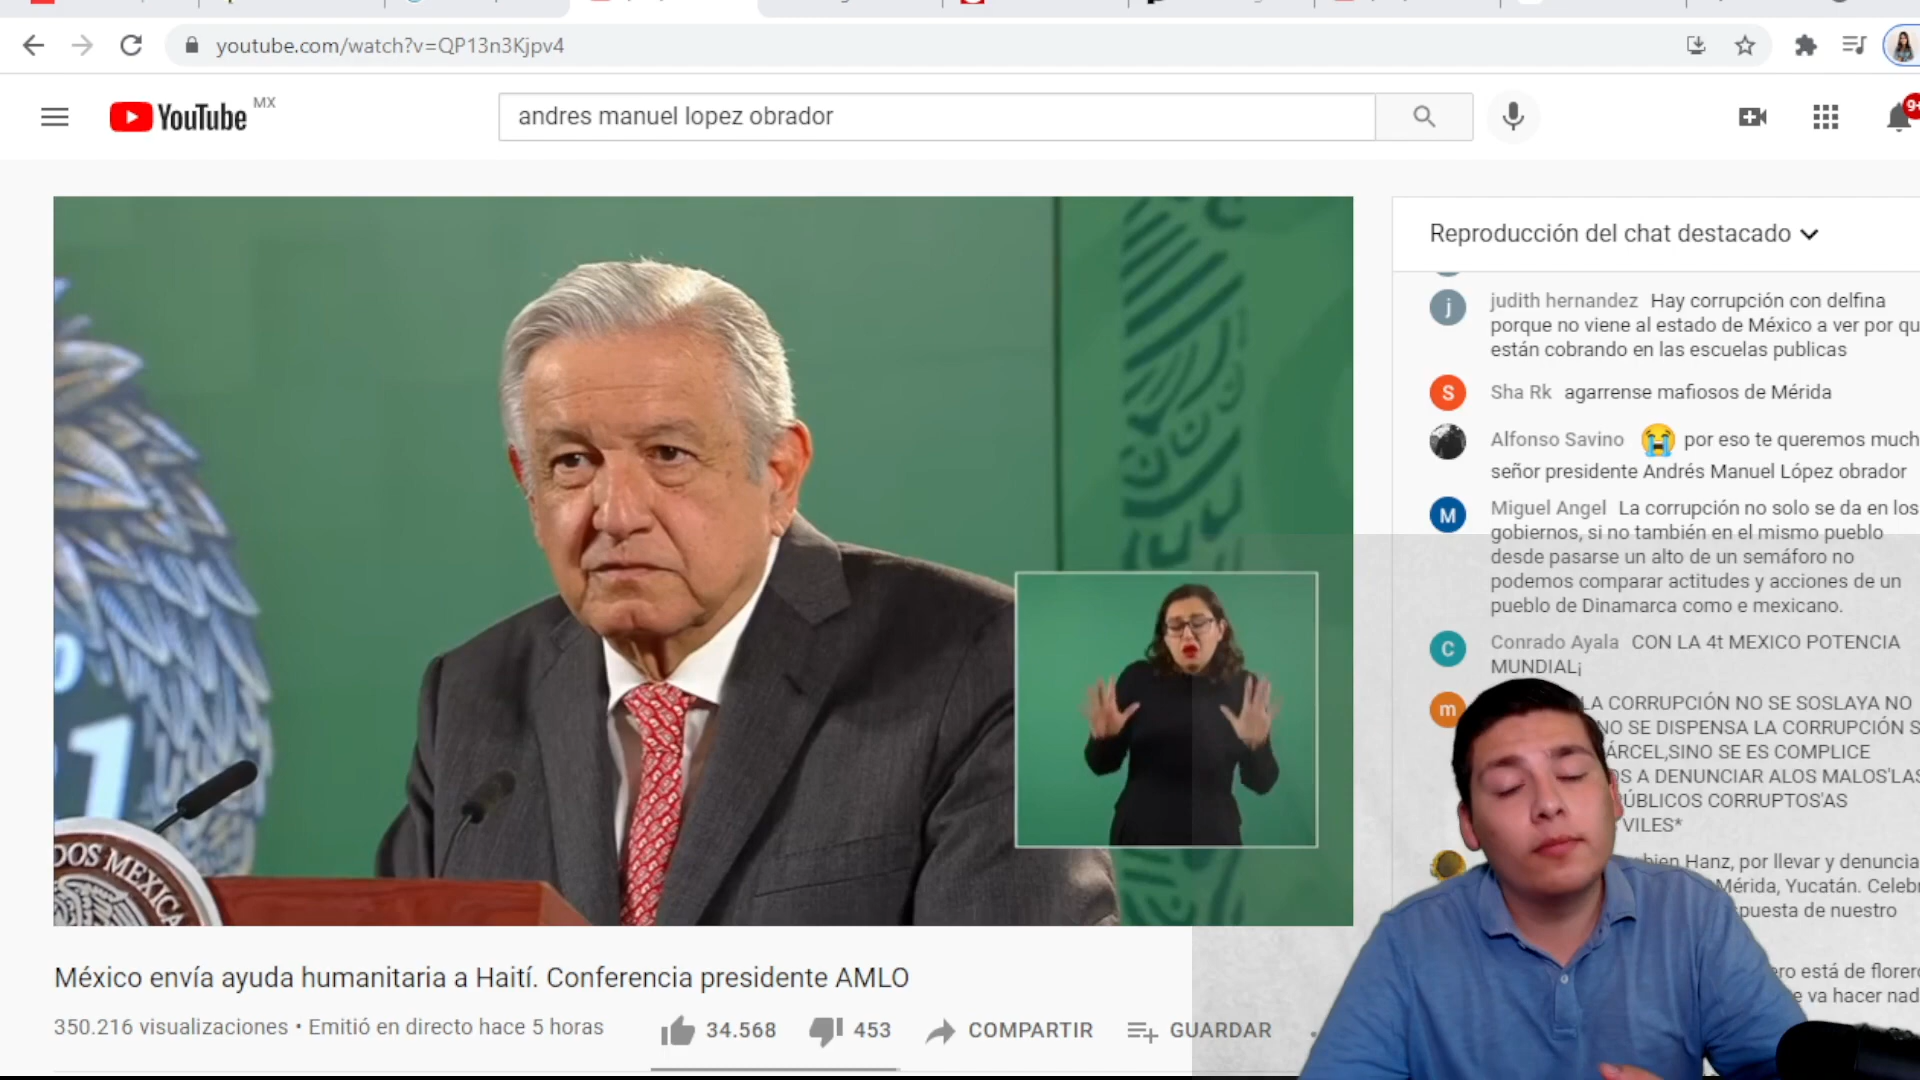 youtube.com/watch?v=QP13n3Kjpv4
YouTube MX
andres manuel lopez obrador
9+
Reproducción del chat destacado
judith hernandez Hay corrupción con delfina
porque no viene al estado de México a ver por qu
están cobrando en las escuelas publicas
Sha Rk agarrense mafiosos de Mérida
Alfonso Savino 😭 por eso te queremos much
señor presidente Andrés Manuel López obrador
Miguel Angel La corrupción no solo se da en los
gobiernos, si no también en el mismo pueblo
desde pasarse un alto de un semáforo no
podemos comparar actitudes y acciones de un
pueblo de Dinamarca como e mexicano.
Conrado Ayala CON LA 4t MEXICO POTENCIA
MUNDIAL¡
LA CORRUPCIÓN NO SE SOSLAYA NO
NO SE DISPENSA LA CORRUPCIÓN S
ÁRCEL,SINO SE ES COMPLICE
OS A DENUNCIAR ALOS MALOS'LAS
ÚBLICOS CORRUPTOS'AS
VILES*
bien Hanz, por llevar y denuncia
Mérida, Yucatán. Celebr
puesta de nuestro
ero está de florero
e va hacer nad
DOS MEXICA
México envía ayuda humanitaria a Haití. Conferencia presidente AMLO
350.216 visualizaciones • Emitió en directo hace 5 horas
34.568
453
COMPARTIR
GUARDAR